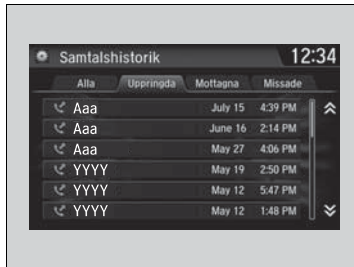 Samtalshistorik 12:34
Alla Uppringda Mottagna Missade
Aaa July 15 4:39 PM
Aaa June 16 2:14 PM
Aaa May 27 4:06 PM
YYYY May 19 2:50 PM
YYYY May 12 5:47 PM
YYYY May 12 1:48 PM